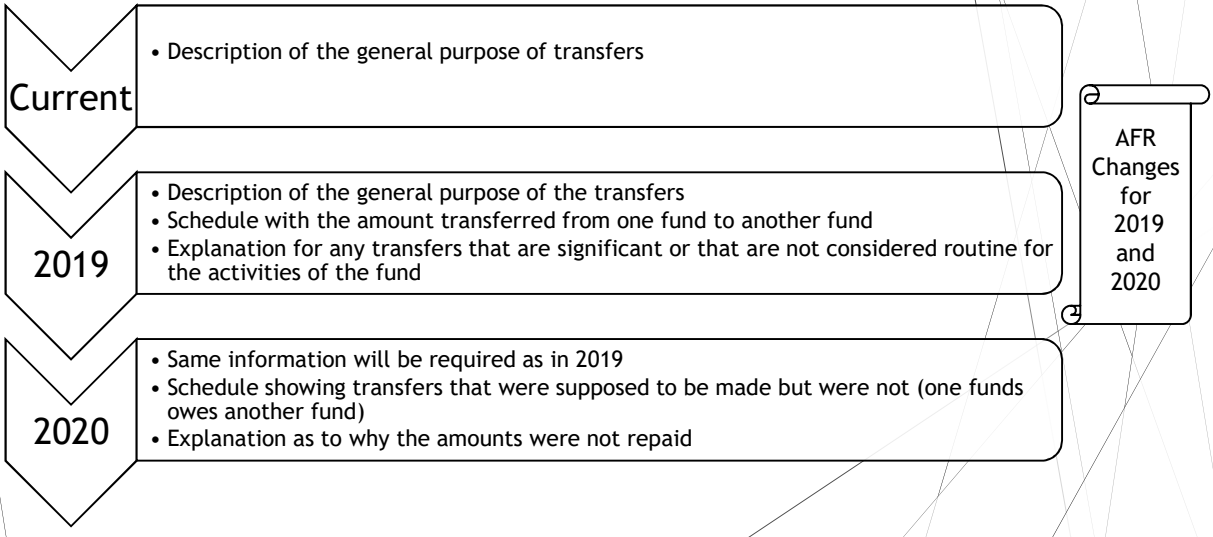 Current
• Description of the general purpose of transfers
2019
• Description of the general purpose of the transfers
• Schedule with the amount transferred from one fund to another fund
• Explanation for any transfers that are significant or that are not considered routine for
the activities of the fund
2020
• Same information will be required as in 2019
• Schedule showing transfers that were supposed to be made but were not (one funds
owes another fund)
• Explanation as to why the amounts were not repaid
AFR
Changes
for
2019
and
2020